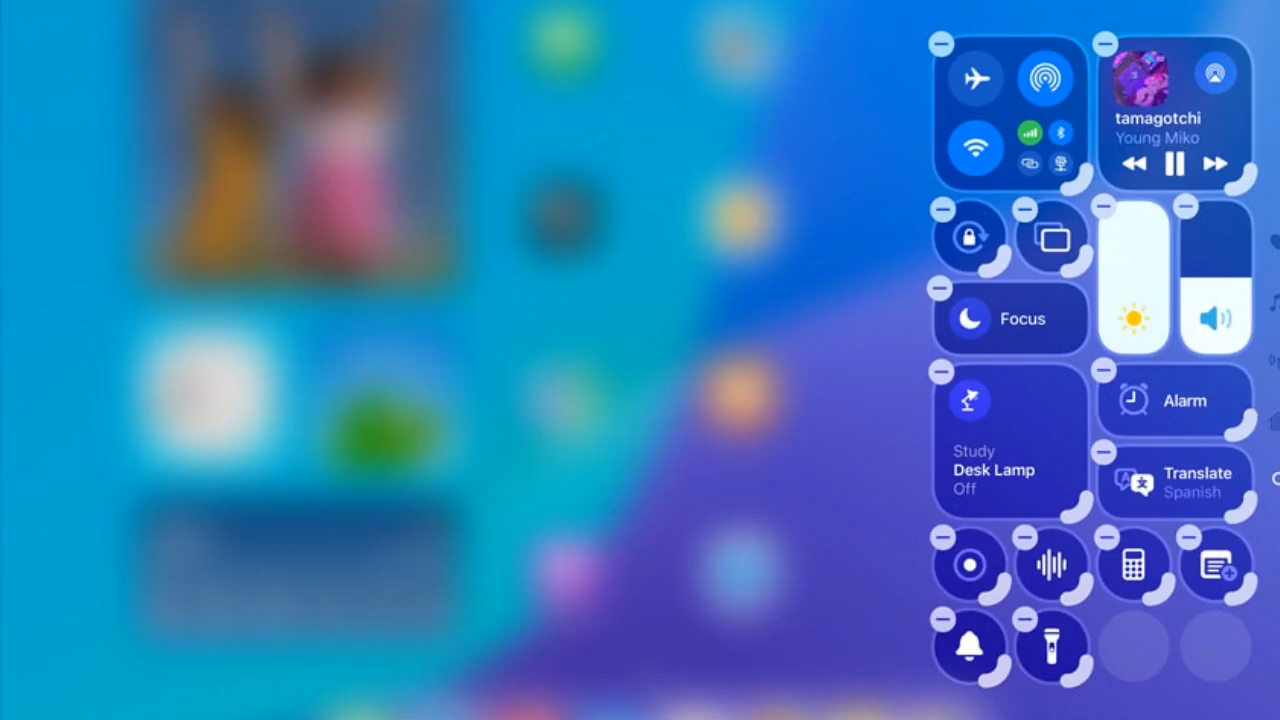 tamagotchi
Young Miko
Focus
Study
Desk Lamp
Off
Alarm
Translate
Spanish